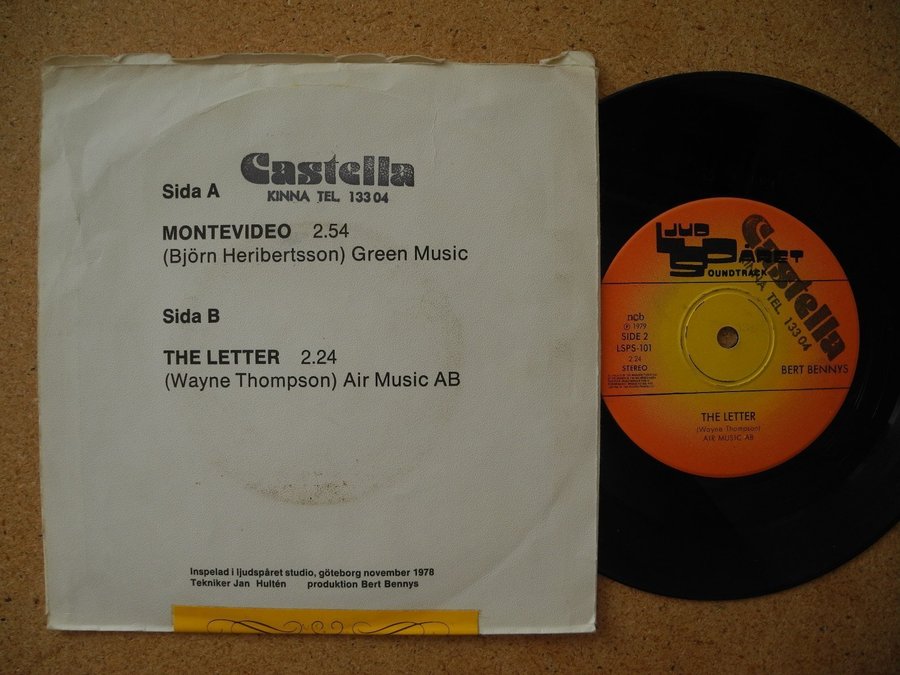 Castella
KINNA TEL. 133 04
Sida A
MONTEVIDEO 2.54
(Björn Heribertsson) Green Music
Sida B
THE LETTER 2.24
(Wayne Thompson) Air Music AB
Inspelad i ljudspåret studio, göteborg november 1978
Tekniker Jan Hultén produktion Bert Bennys
LJUD
SPÅRET
SOUNDTRACK
Castella
KINNA TEL. 133 04
ncb
℗ 1979
SIDE 2
LSPS-101
2.24
STEREO
BERT BENNYS
THE LETTER
(Wayne Thompson)
AIR MUSIC AB